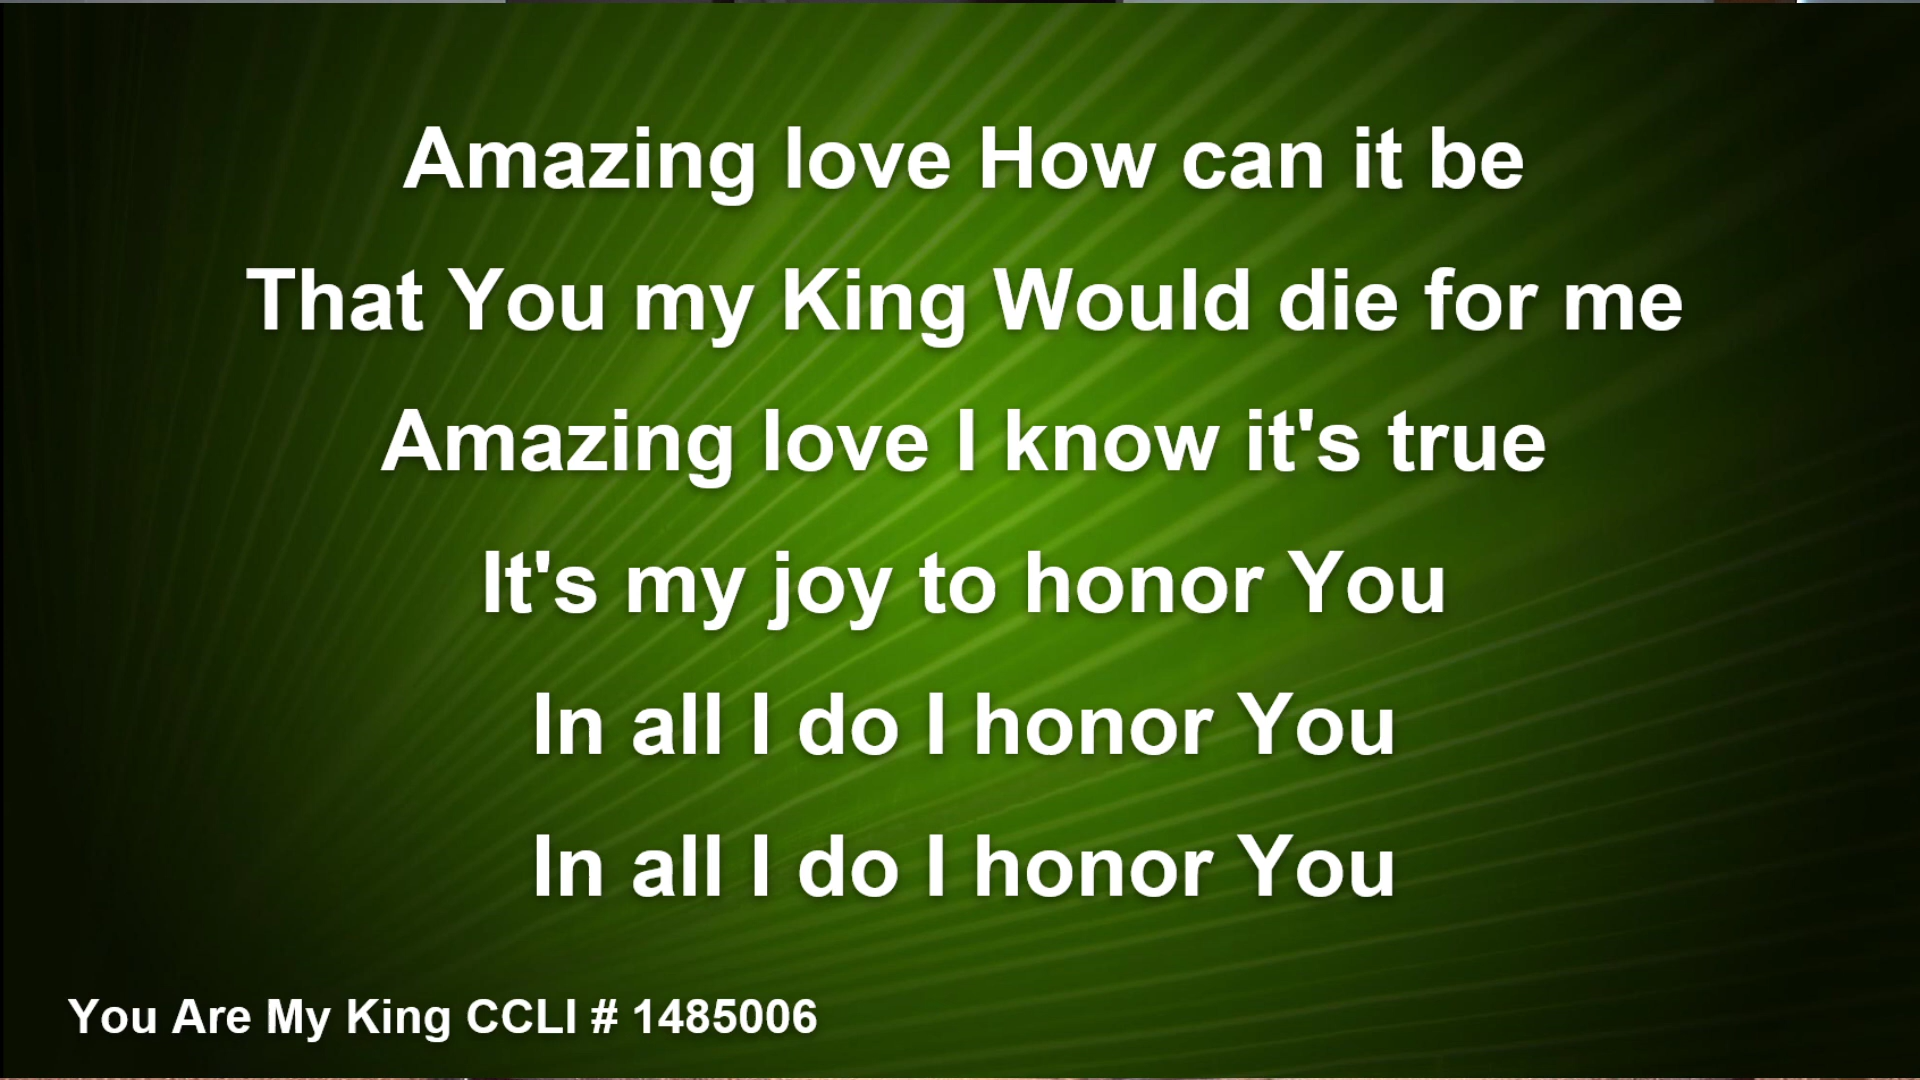 Amazing love How can it be
That You my King Would die for me
Amazing love I know it's true
It's my joy to honor You
In all I do I honor You
In all I do I honor You
You Are My King CCLI # 1485006